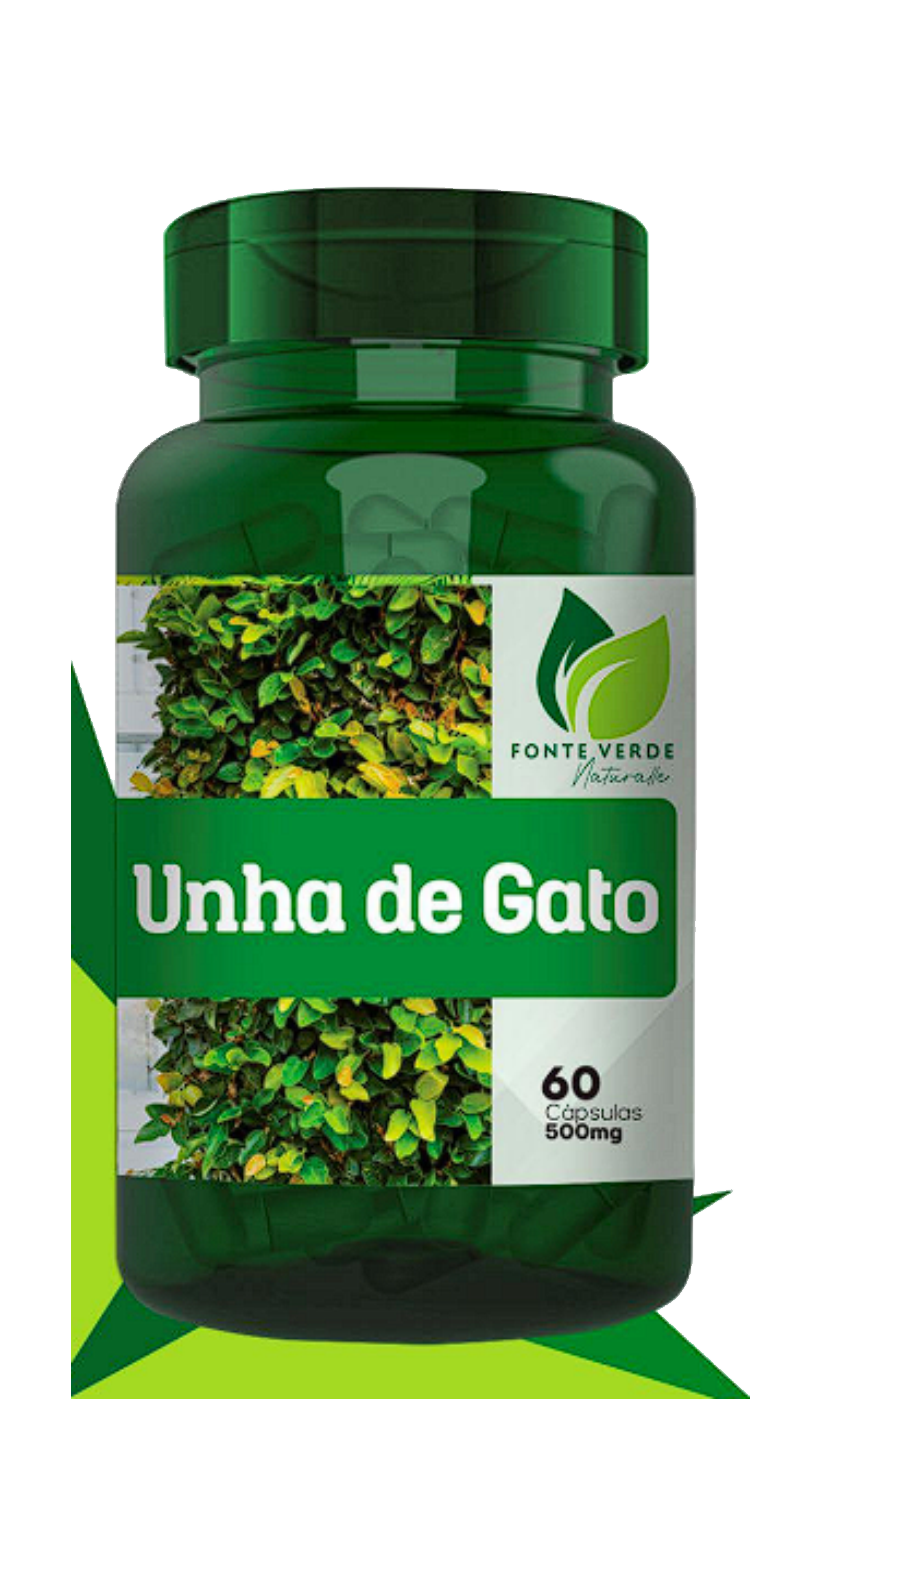 FONTE VERDE
Naturalle
Unha de Gato
60
Cápsulas
500mg